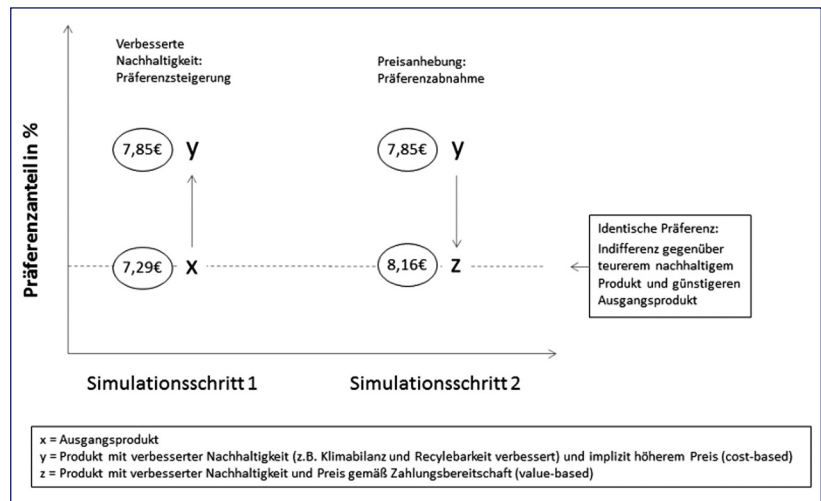 Verbesserte
Nachhaltigkeit:
Präferenzsteigerung
Preisanhebung:
Präferenzabnahme
Präferenzanteil in %
7,85€ y
7,85€ y
7,29€ x
8,16€ z
Identische Präferenz:
Indifferenz gegenüber
teurerem nachhaltigem
Produkt und günstigeren
Ausgangsprodukt
Simulationsschritt 1
Simulationsschritt 2
x = Ausgangsprodukt
y = Produkt mit verbesserter Nachhaltigkeit (z.B. Klimabilanz und Recylebarkeit verbessert) und implizit höherem Preis (cost-based)
z = Produkt mit verbesserter Nachhaltigkeit und Preis gemäß Zahlungsbereitschaft (value-based)